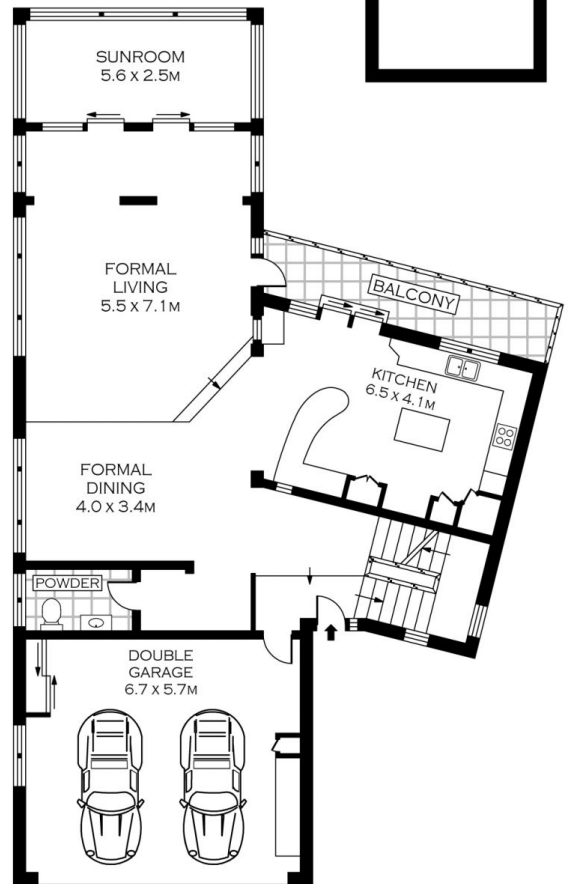 SUNROOM
5.6 X 2.5M
FORMAL
LIVING
5.5 X 7.1M
BALCONY
KITCHEN
6.5 X 4.1M
FORMAL
DINING
4.0 X 3.4M
POWDER
DOUBLE
GARAGE
6.7 X 5.7M